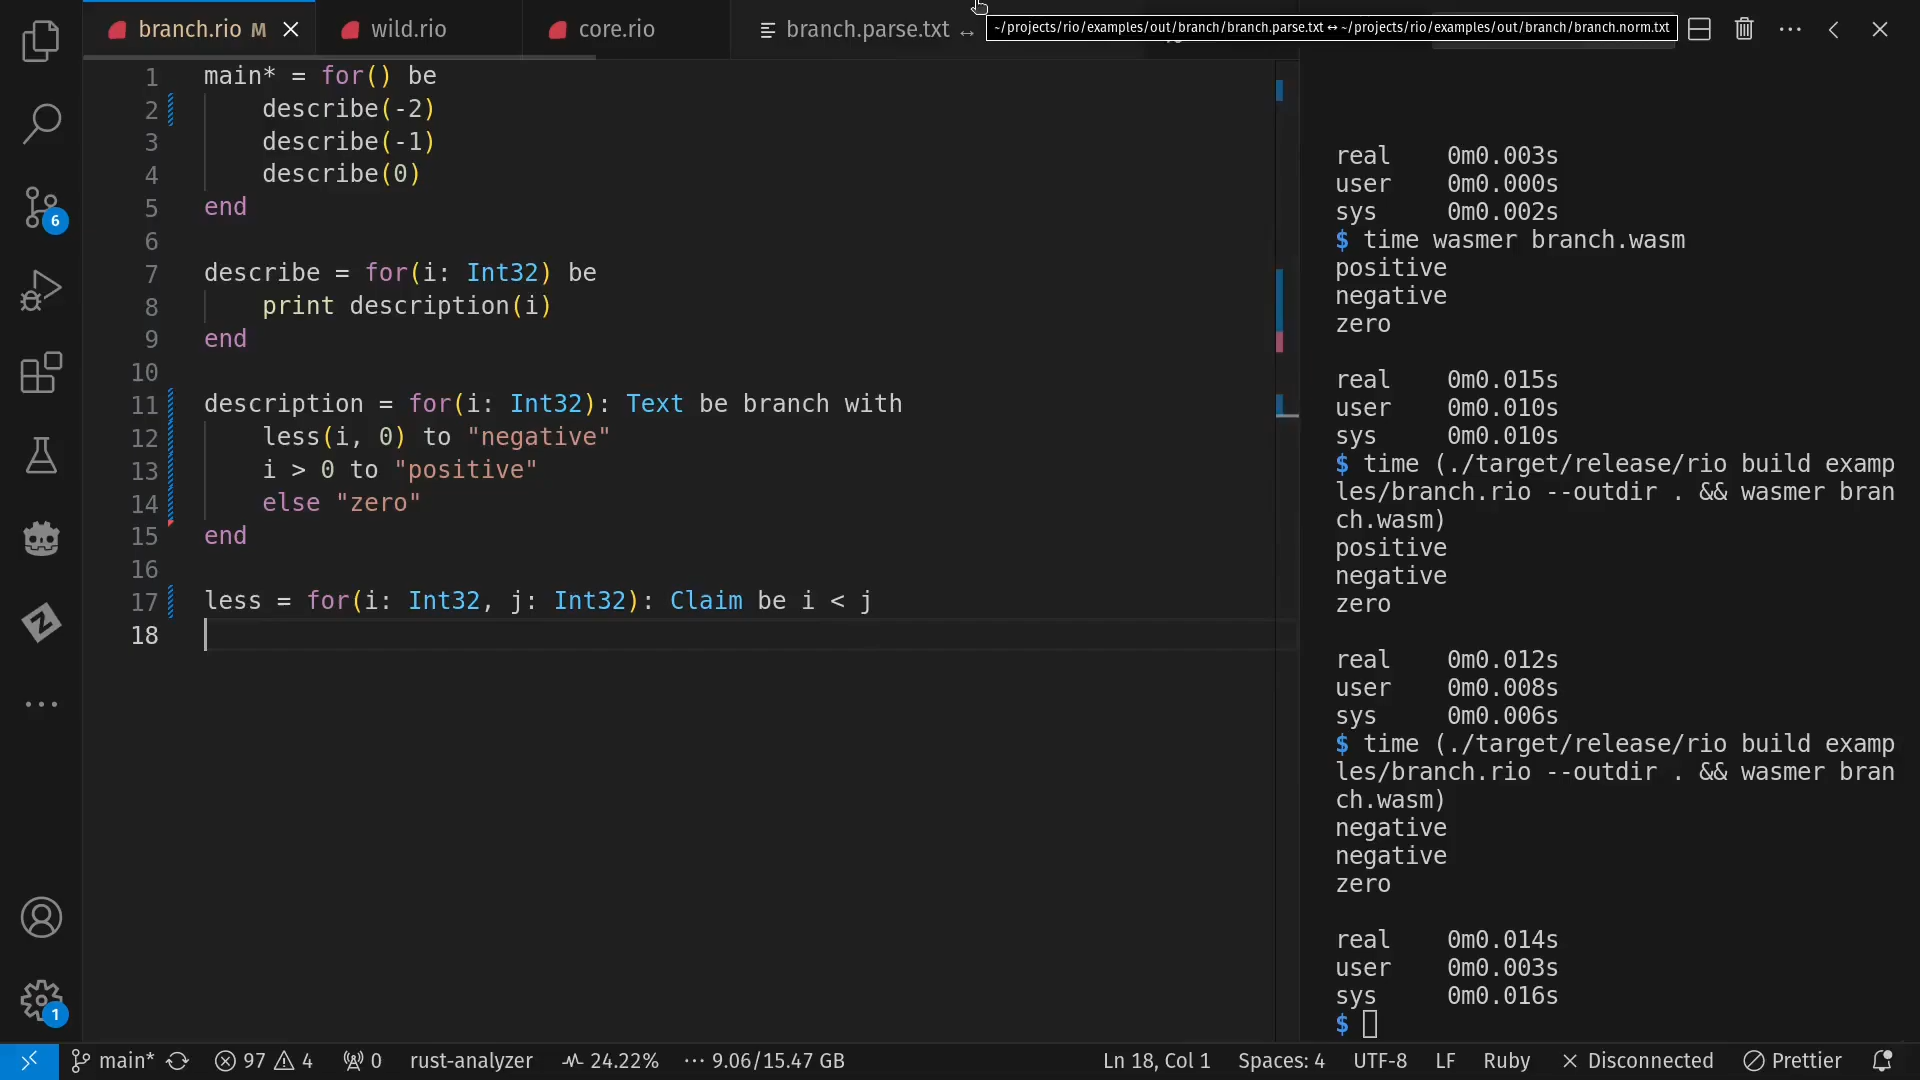 branch.rio M
wild.rio
core.rio
branch.parse.txt ↔
~/projects/rio/examples/out/branch/branch.parse.txt ↔ ~/projects/rio/examples/out/branch/branch.norm.txt
1 main* = for() be
2     describe(-2)
3     describe(-1)
4     describe(0)
5 end
6
7 describe = for(i: Int32) be
8     print description(i)
9 end
10
11 description = for(i: Int32): Text be branch with
12     less(i, 0) to "negative"
13     i > 0 to "positive"
14     else "zero"
15 end
16
17 less = for(i: Int32, j: Int32): Claim be i < j
18
real    0m0.003s
user    0m0.000s
sys     0m0.002s
$ time wasmer branch.wasm
positive
negative
zero
real    0m0.015s
user    0m0.010s
sys     0m0.010s
$ time (./target/release/rio build examp
les/branch.rio --outdir . && wasmer bran
ch.wasm)
positive
negative
zero
real    0m0.012s
user    0m0.008s
sys     0m0.006s
$ time (./target/release/rio build examp
les/branch.rio --outdir . && wasmer bran
ch.wasm)
negative
negative
zero
real    0m0.014s
user    0m0.003s
sys     0m0.016s
$
6
1
main* 97 4 0 rust-analyzer 24.22% ··· 9.06/15.47 GB Ln 18, Col 1 Spaces: 4 UTF-8 LF Ruby Disconnected Prettier